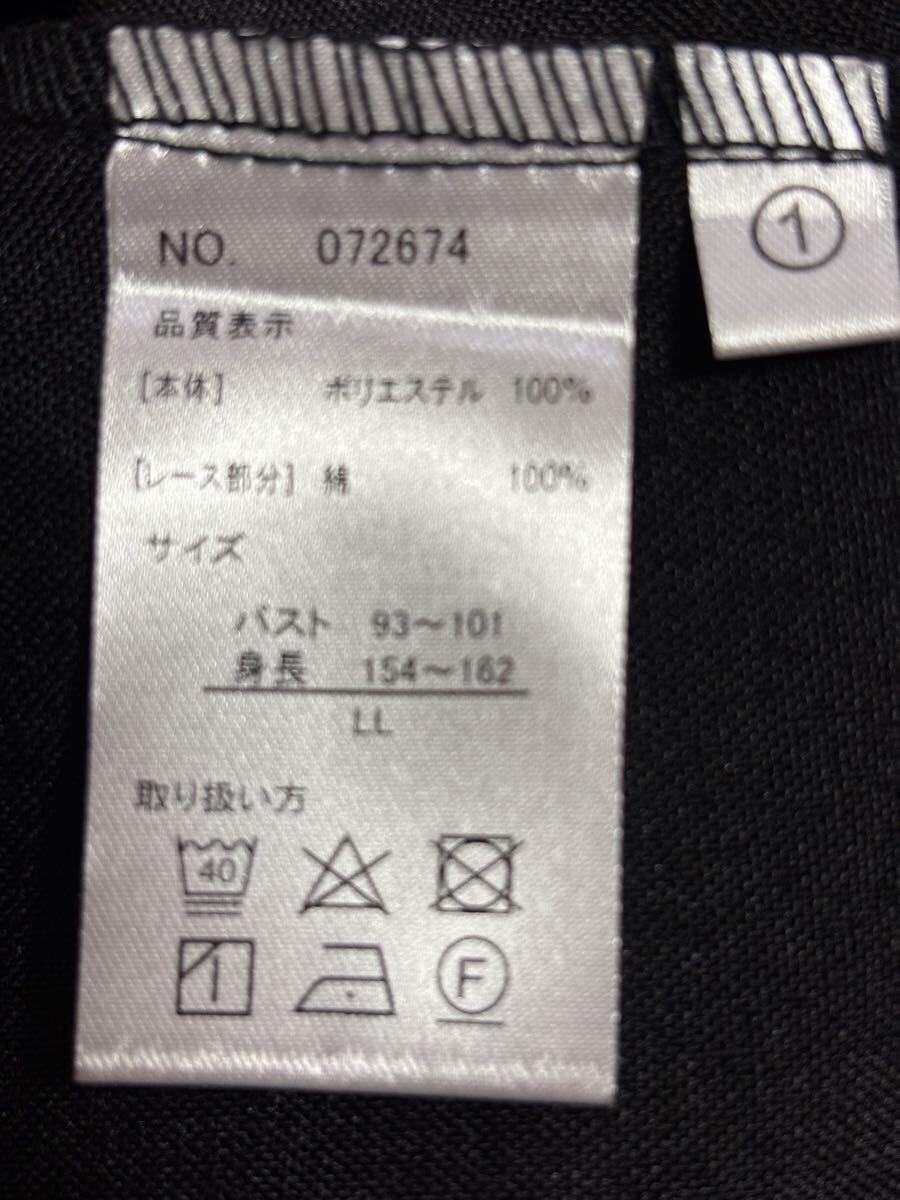 NO. 072674
①
品質表示
[本体] ポリエステル 100%
[レース部分] 綿 100%
サイズ
バスト 93~101
身長 154~162
LL
取り扱い方
40
1
F